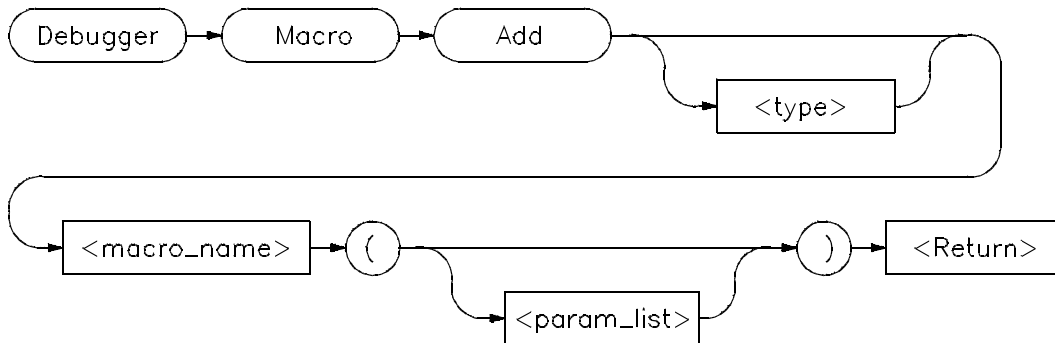 Debugger Macro Add
<type>
<macro_name> ( ) <Return>
<param_list>